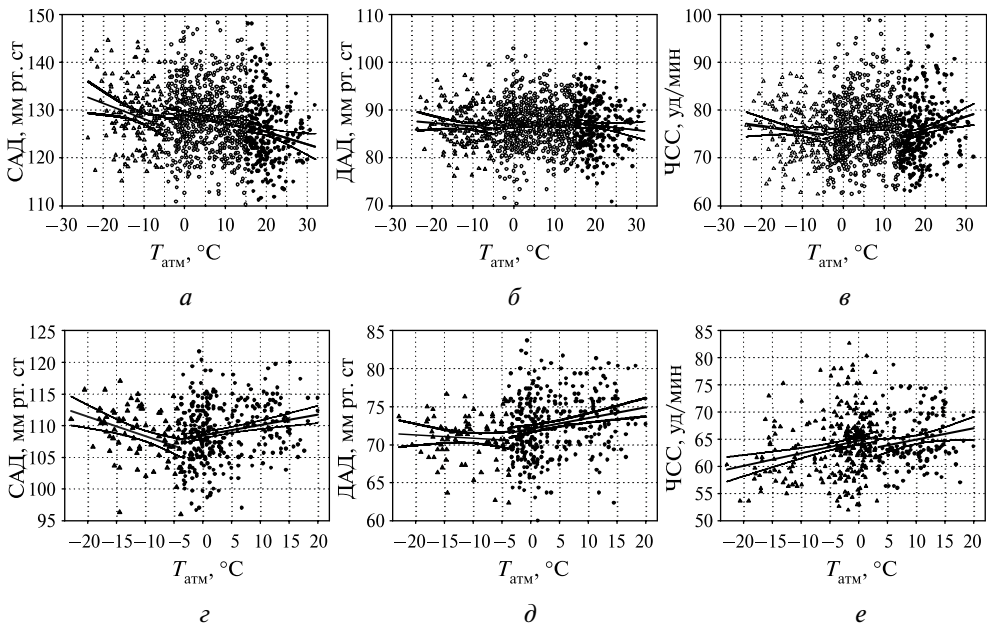 САД, мм рт. ст
150
140
130
120
110
−30 −20 −10 0 10 20 30
Tатм, °C
а
ДАД, мм рт. ст
110
100
90
80
70
−30 −20 −10 0 10 20 30
Tатм, °C
б
ЧСС, уд/мин
100
90
80
70
60
−30 −20 −10 0 10 20 30
Tатм, °C
в
САД, мм рт. ст
125
120
115
110
105
100
95
−20 −15 −10 −5 0 5 10 15 20
Tатм, °C
г
ДАД, мм рт. ст
85
80
75
70
65
60
−20 −15 −10 −5 0 5 10 15 20
Tатм, °C
д
ЧСС, уд/мин
85
80
75
70
65
60
55
50
−20 −15 −10 −5 0 5 10 15 20
Tатм, °C
е